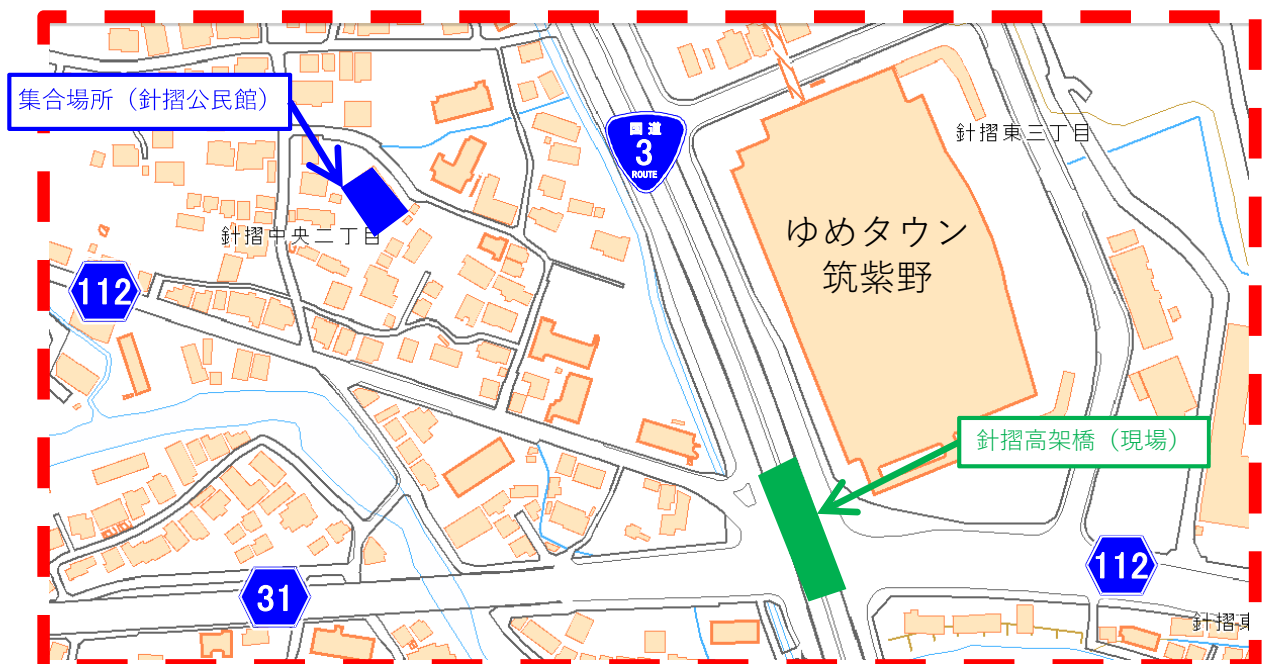 集合場所（針摺公民館）
国道
3
ROUTE
針摺東三丁目
ゆめタウン
筑紫野
針摺中央二丁目
112
針摺高架橋（現場）
112
31
針摺東